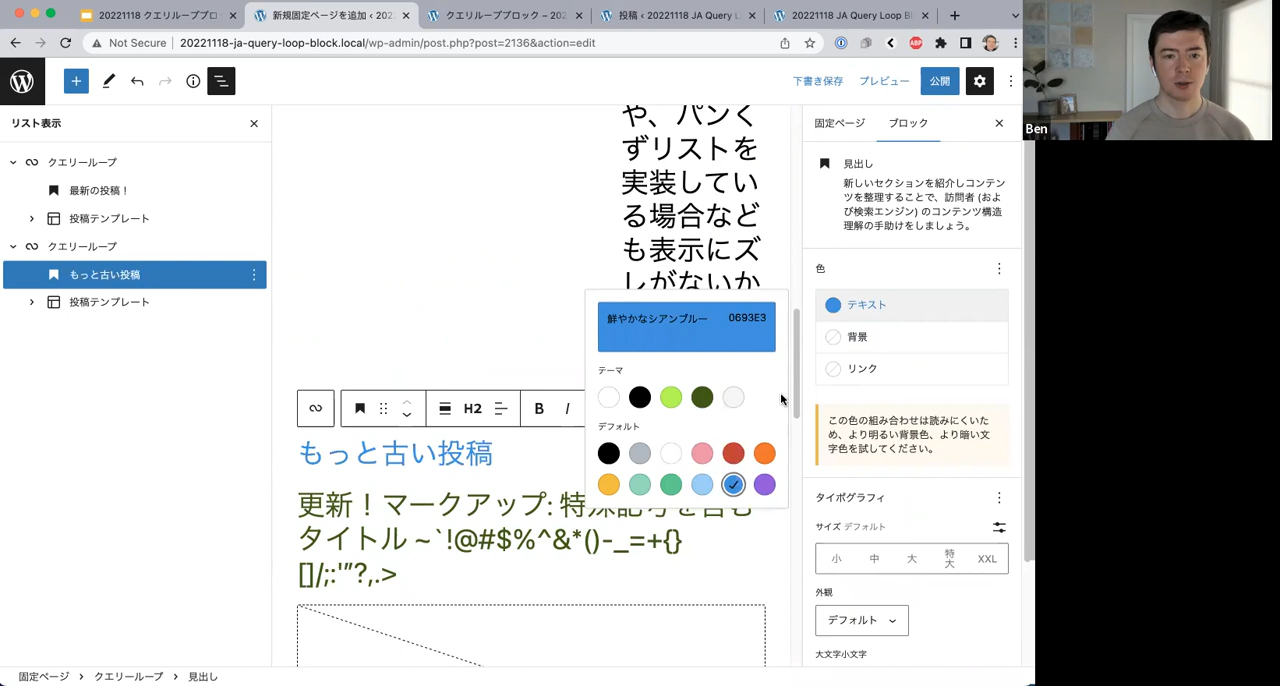 20221118 クエリーループブロ
新規固定ページを追加 ‹ 202
クエリーループブロック – 202
投稿 ‹ 20221118 JA Query L
20221118 JA Query Loop Bl
Not Secure
20221118-ja-query-loop-block.local/wp-admin/post.php?post=2136&action=edit
ABP
Ben
下書き保存
プレビュー
公開
リスト表示
クエリーループ
最新の投稿！
投稿テンプレート
クエリーループ
もっと古い投稿
投稿テンプレート
や、パンく
ずリストを
実装してい
る場合など
も表示にズ
レがないか
鮮やかなシアンブルー
0693E3
テーマ
デフォルト
H2
B
I
もっと古い投稿
更新！マークアップ: 特殊記号を含む
タイトル ~`!@#$%^&*()-_=+{}
[]/;:'"?,.>
固定ページ
ブロック
見出し
新しいセクションを紹介しコンテン
ツを整理することで、訪問者 (およ
び検索エンジン) のコンテンツ構造
理解の手助けをしましょう。
色
テキスト
背景
リンク
この色の組み合わせは読みにくいた
め、より明るい背景色、より暗い文
字色を試してください。
タイポグラフィ
サイズ デフォルト
小
中
大
特
大
XXL
外観
デフォルト
大文字小文字
固定ページ › クエリーループ › 見出し